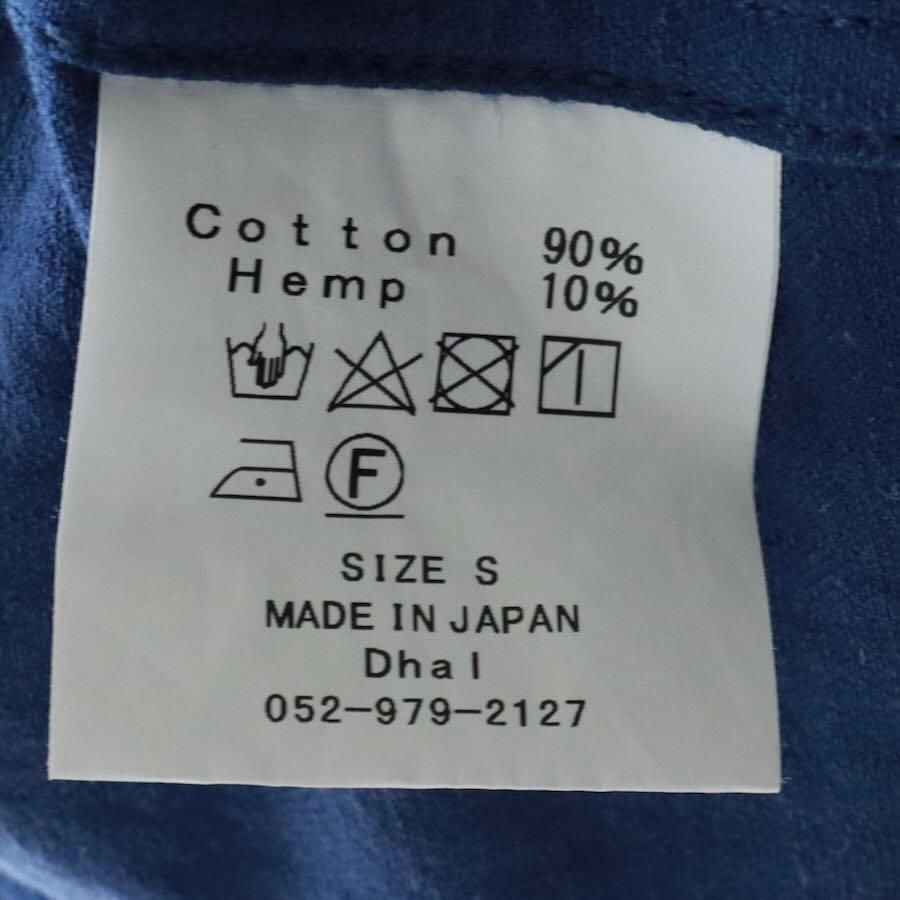 Cotton 90%
Hemp 10%
F
SIZE S
MADE IN JAPAN
Dhal
052-979-2127